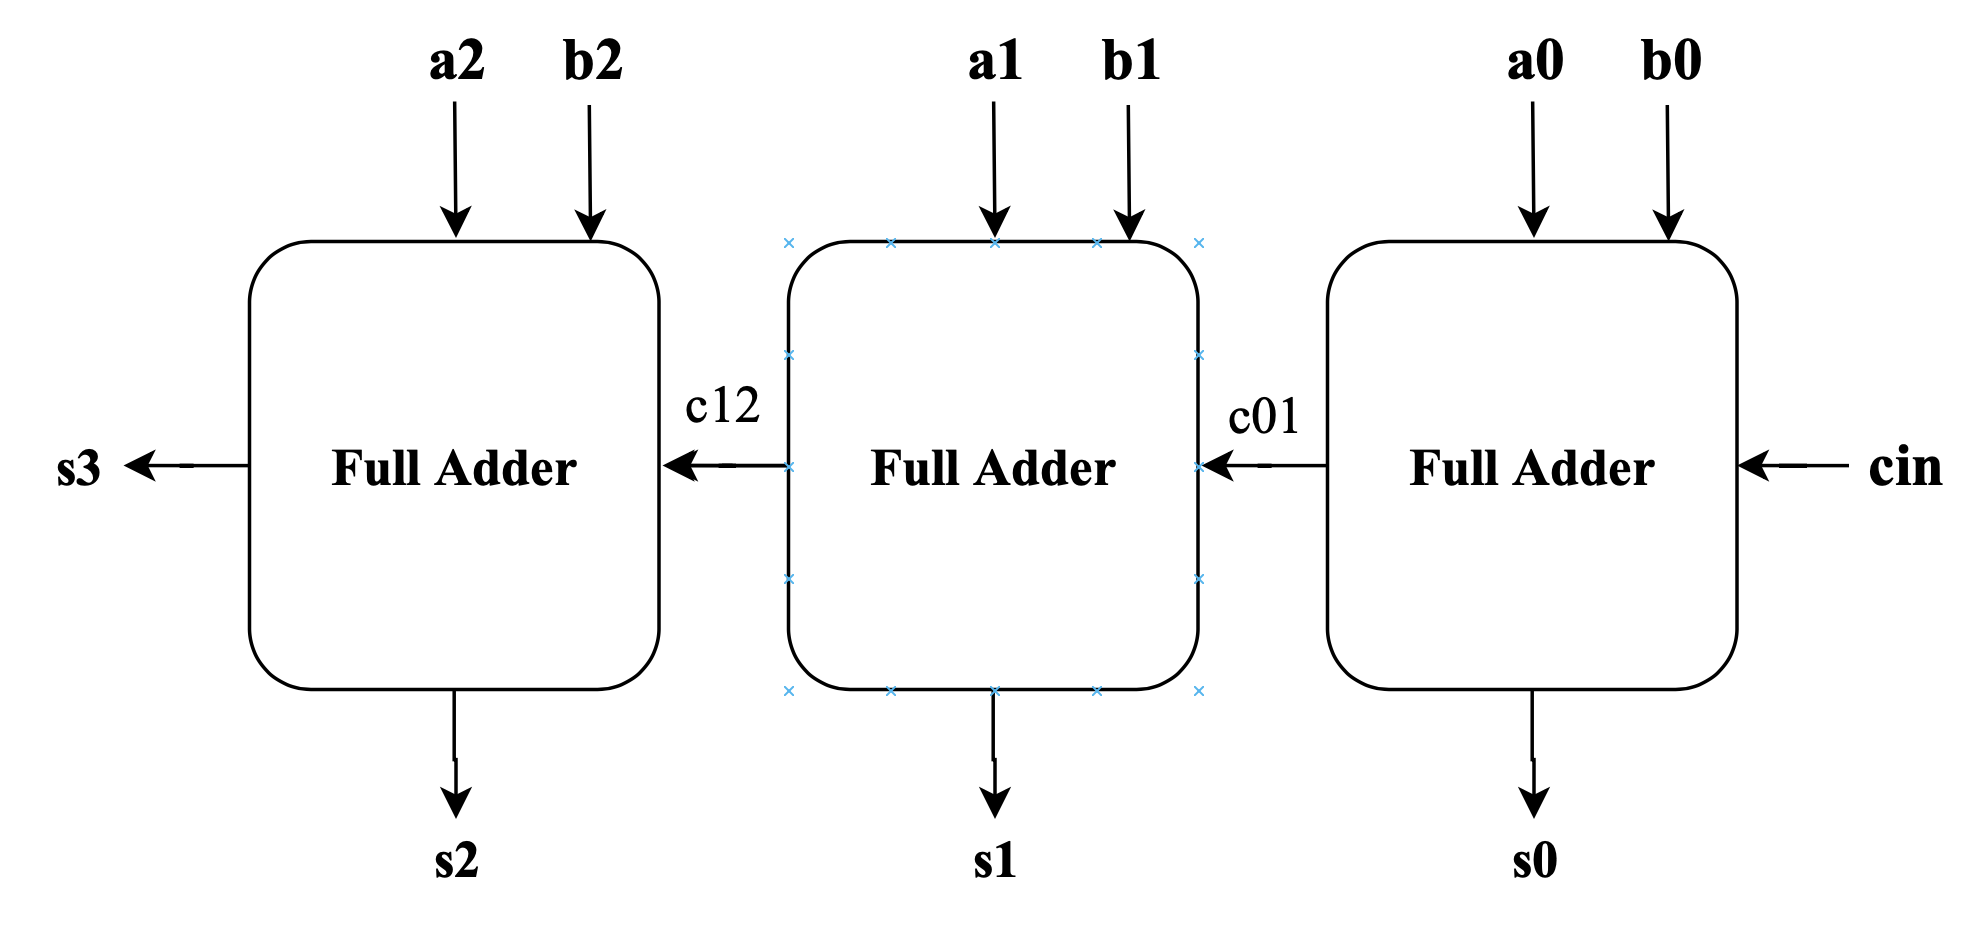 a2 b2 a1 b1 a0 b0
c12 c01
s3 Full Adder Full Adder Full Adder cin
s2 s1 s0